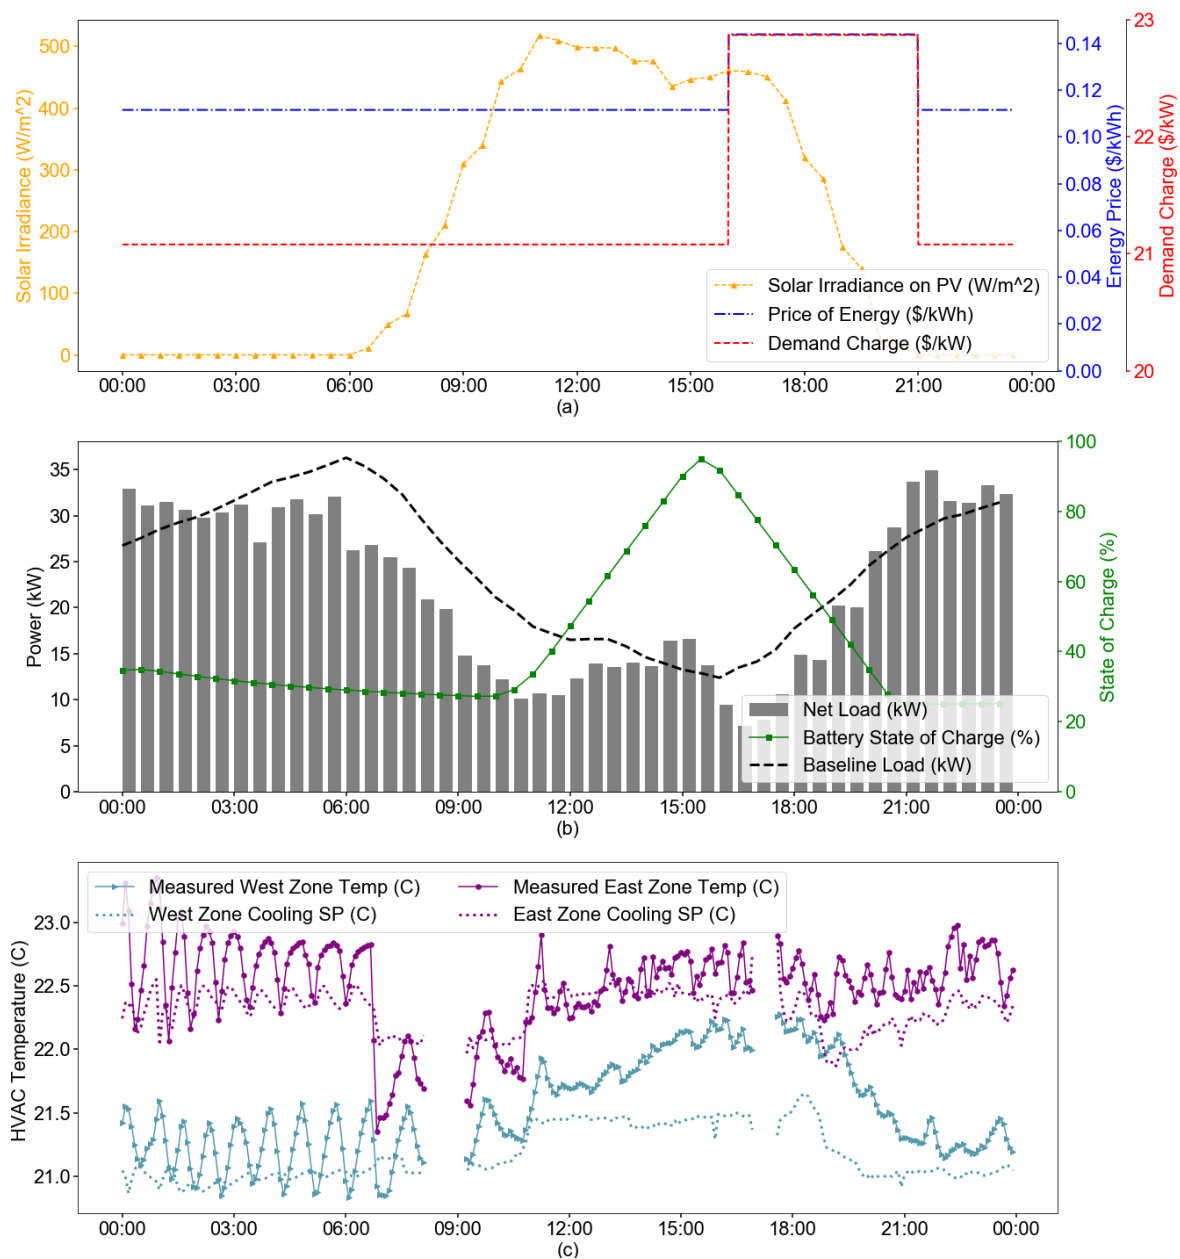 500
400
300
200
100
0
Solar Irradiance (W/m^2)
0.14
0.12
0.10
0.08
0.06
0.04
0.02
0.00
Energy Price ($/kWh)
23
22
21
20
Demand Charge ($/kW)
Solar Irradiance on PV (W/m^2)
Price of Energy ($/kWh)
Demand Charge ($/kW)
00:00 03:00 06:00 09:00 12:00 15:00 18:00 21:00 00:00
(a)
35
30
25
20
15
10
5
0
Power (kW)
100
80
60
40
20
0
State of Charge (%)
Net Load (kW)
Battery State of Charge (%)
Baseline Load (kW)
00:00 03:00 06:00 09:00 12:00 15:00 18:00 21:00 00:00
(b)
Measured West Zone Temp (C) Measured East Zone Temp (C)
West Zone Cooling SP (C) East Zone Cooling SP (C)
23.0
22.5
22.0
21.5
21.0
HVAC Temperature (C)
00:00 03:00 06:00 09:00 12:00 15:00 18:00 21:00 00:00
(c)